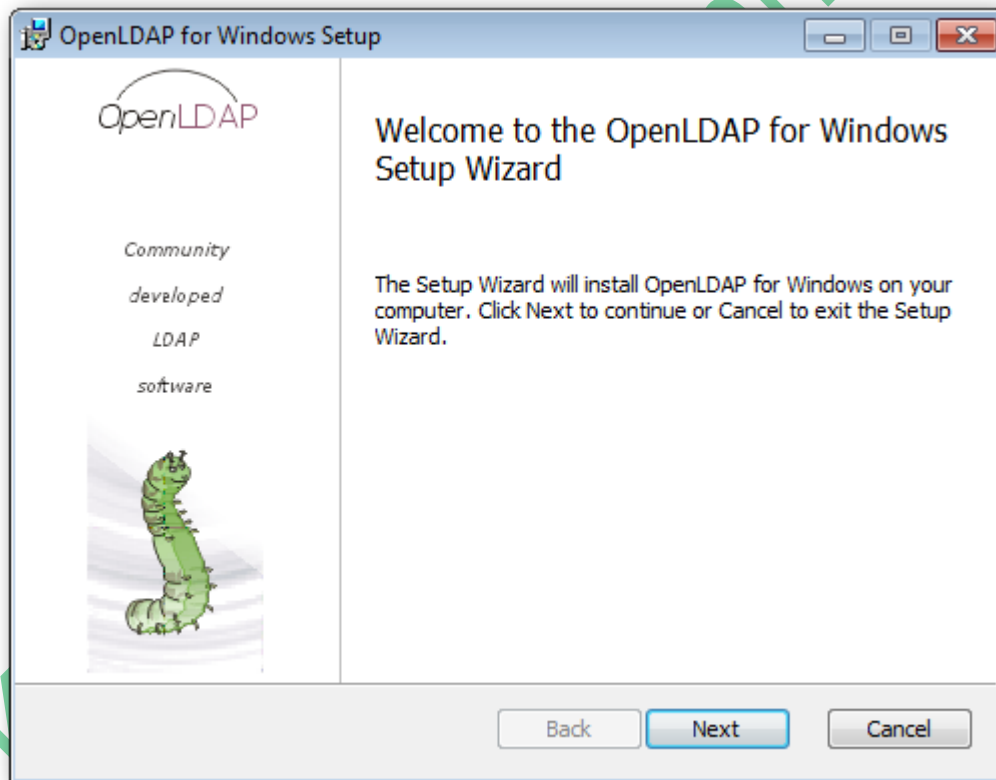 OpenLDAP for Windows Setup
OpenLDAP
Welcome to the OpenLDAP for Windows
Setup Wizard
Community
developed
LDAP
software
The Setup Wizard will install OpenLDAP for Windows on your
computer. Click Next to continue or Cancel to exit the Setup
Wizard.
Back
Next
Cancel